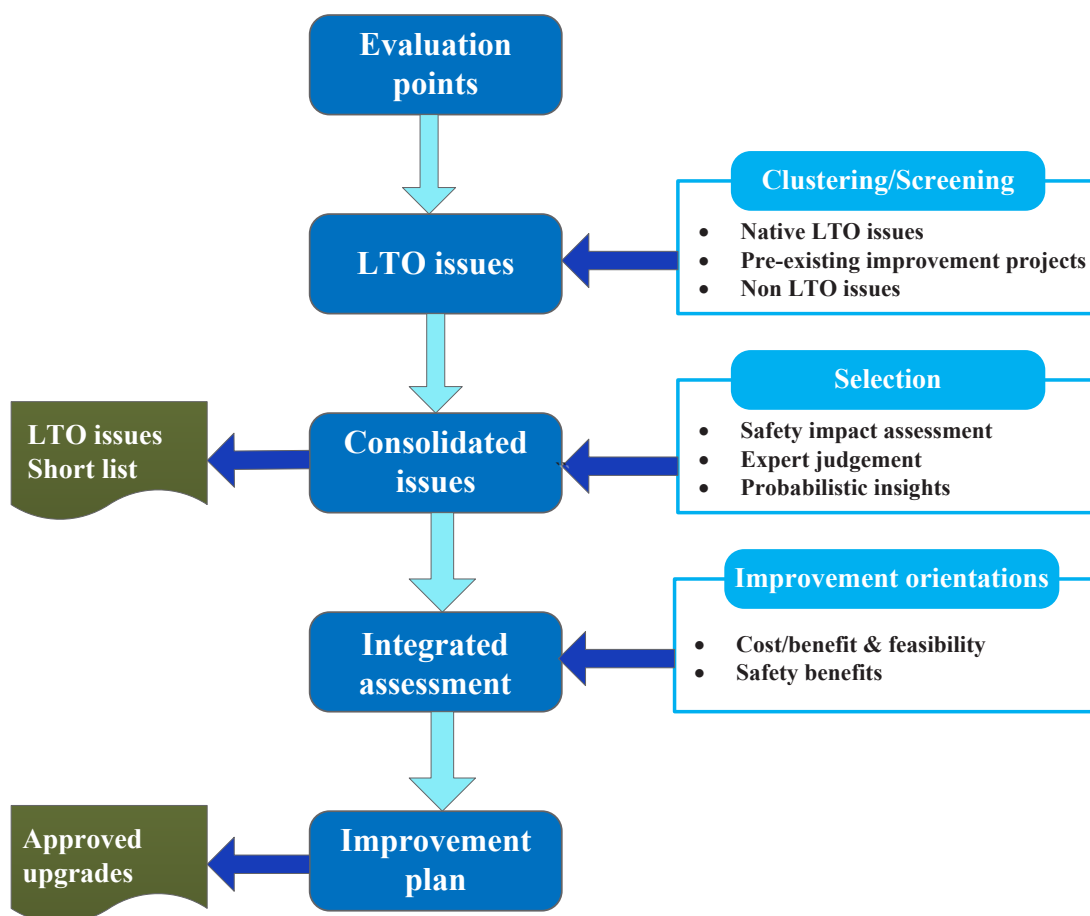 Evaluation
points
Clustering/Screening
• Native LTO issues
• Pre-existing improvement projects
• Non LTO issues
LTO issues
Selection
• Safety impact assessment
• Expert judgement
• Probabilistic insights
LTO issues
Short list
Consolidated
issues
Improvement orientations
• Cost/benefit & feasibility
• Safety benefits
Integrated
assessment
Approved
upgrades
Improvement
plan